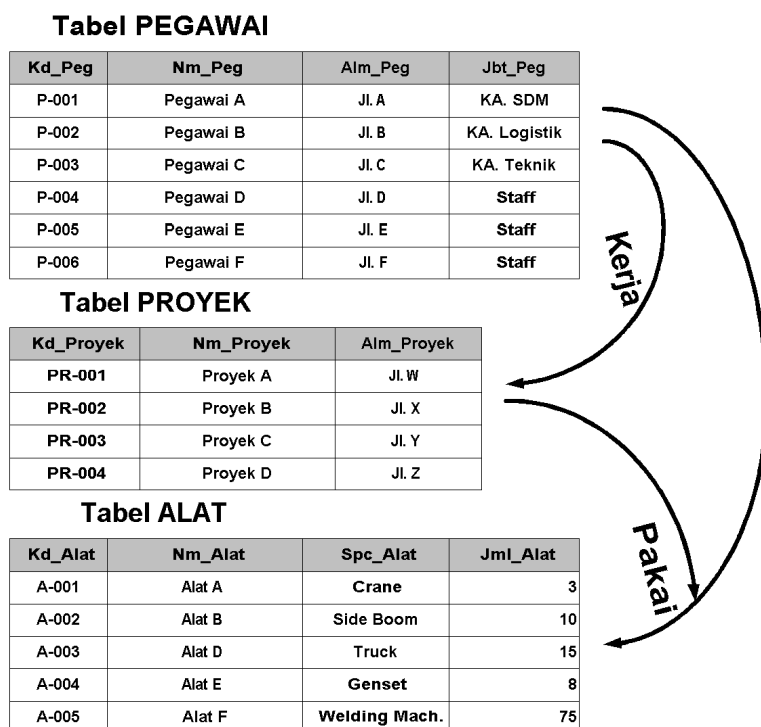 Tabel PEGAWAI
Kd_Peg Nm_Peg Alm_Peg Jbt_Peg
P-001 Pegawai A Jl. A KA. SDM
P-002 Pegawai B Jl. B KA. Logistik
P-003 Pegawai C Jl. C KA. Teknik
P-004 Pegawai D Jl. D Staff
P-005 Pegawai E Jl. E Staff
P-006 Pegawai F Jl. F Staff
Kerja
Tabel PROYEK
Kd_Proyek Nm_Proyek Alm_Proyek
PR-001 Proyek A Jl. W
PR-002 Proyek B Jl. X
PR-003 Proyek C Jl. Y
PR-004 Proyek D Jl. Z
Tabel ALAT
Pakai
Kd_Alat Nm_Alat Spc_Alat Jml_Alat
A-001 Alat A Crane 3
A-002 Alat B Side Boom 10
A-003 Alat D Truck 15
A-004 Alat E Genset 8
A-005 Alat F Welding Mach. 75